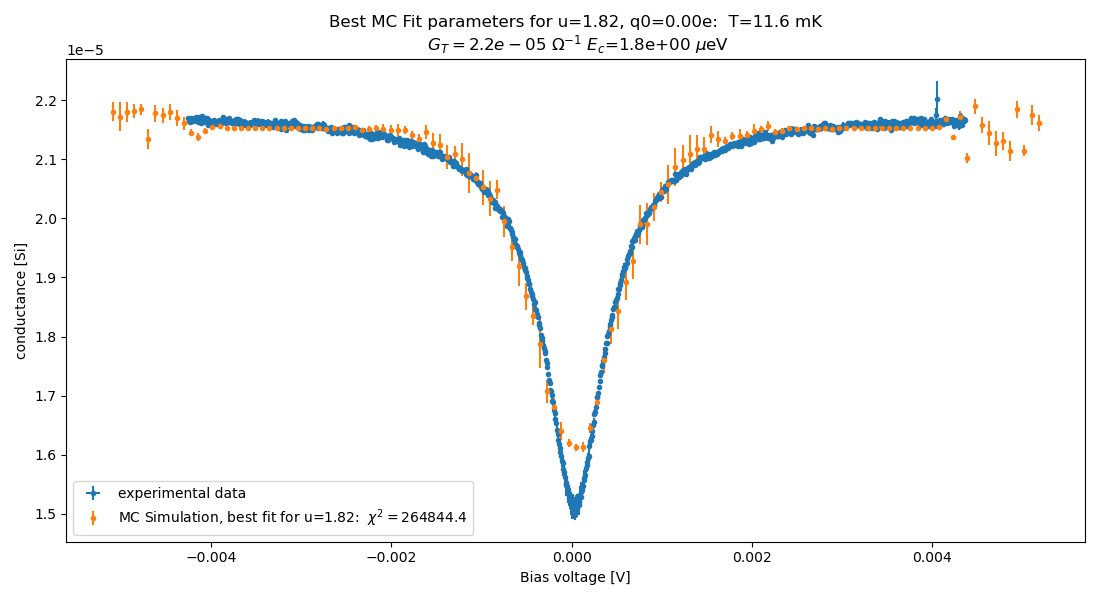 Best MC Fit parameters for u=1.82, q0=0.00e:  T=11.6 mK
$G_T = 2.2e - 05\ \Omega^{-1}\ E_c$=1.8e+00 $\mu$eV
1e−5
2.2
2.1
2.0
1.9
1.8
1.7
1.6
1.5
conductance [Si]
experimental data
MC Simulation, best fit for u=1.82:  $\chi^2 = 264844.4$
−0.004 −0.002 0.000 0.002 0.004
Bias voltage [V]